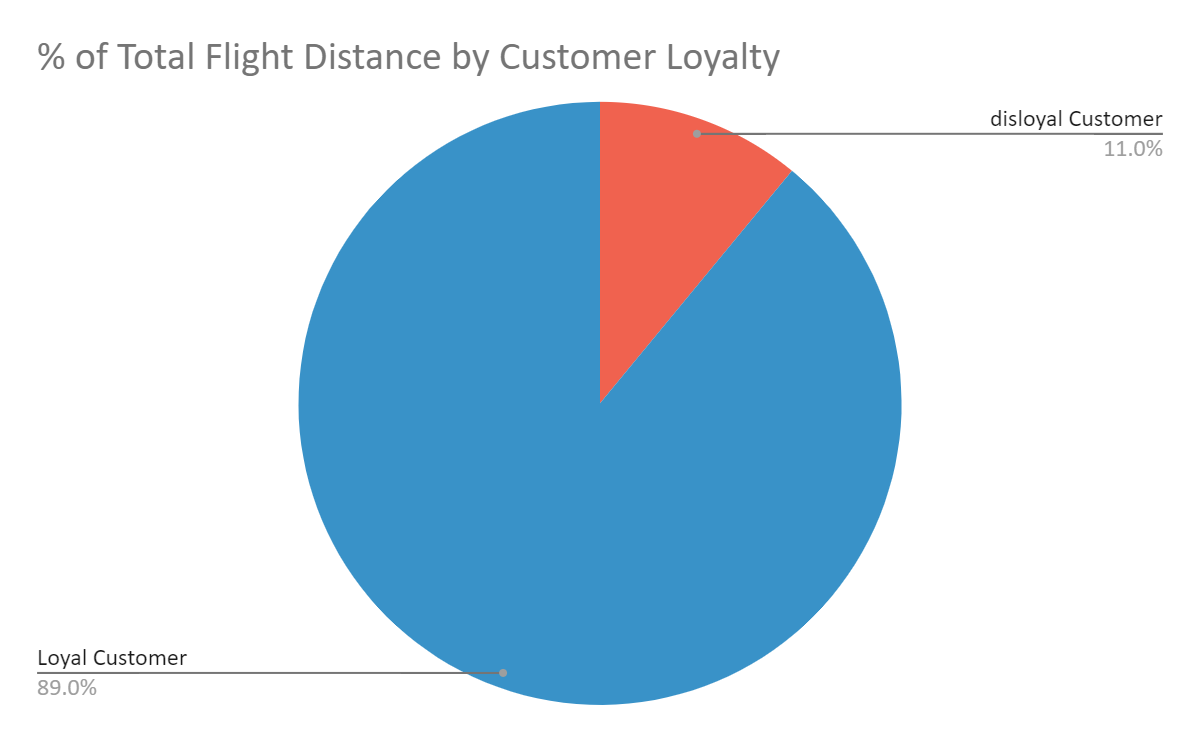 % of Total Flight Distance by Customer Loyalty
disloyal Customer
11.0%
Loyal Customer
89.0%